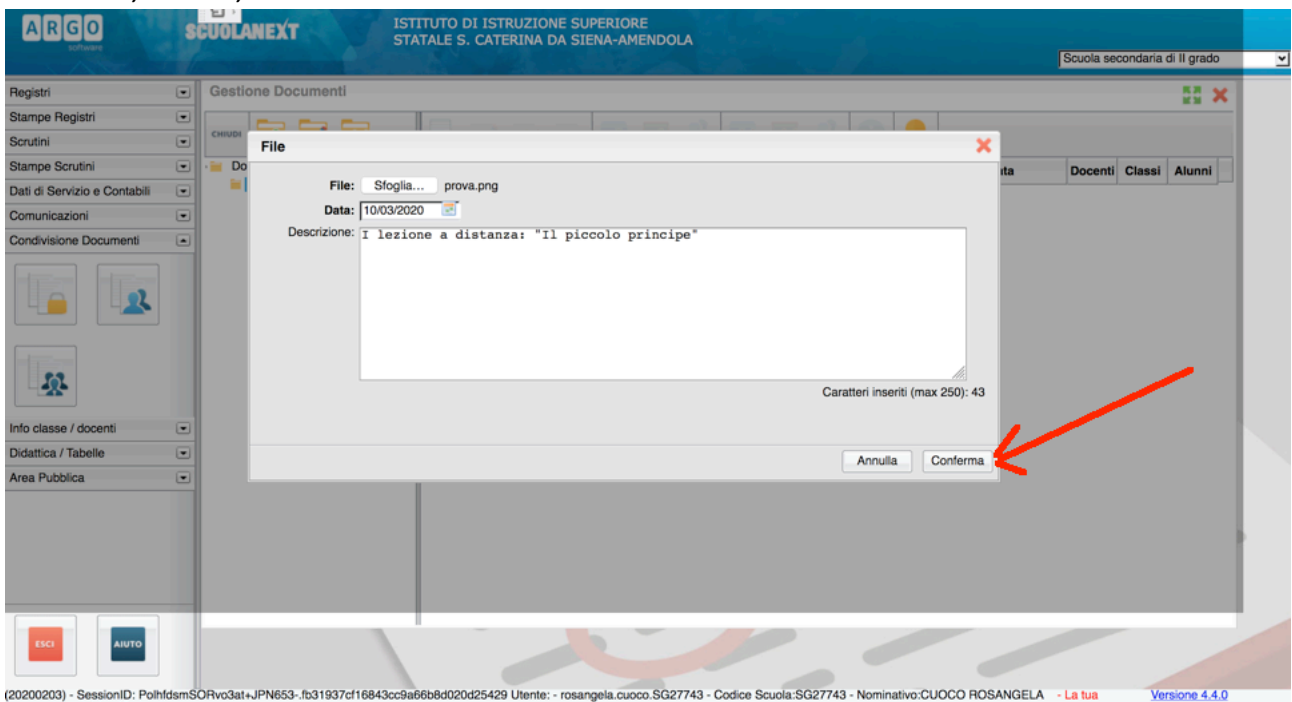 ARGO
software
SCUOLANEXT
ISTITUTO DI ISTRUZIONE SUPERIORE
STATALE S. CATERINA DA SIENA-AMENDOLA
Scuola secondaria di II grado
Registri
Stampe Registri
Scrutini
Stampe Scrutini
Dati di Servizio e Contabili
Comunicazioni
Condivisione Documenti
Info classe / docenti
Didattica / Tabelle
Area Pubblica
ESCI
AIUTO
Gestione Documenti
CHIUDI
Do
Docenti Classi Alunni
File
File: Sfoglia... prova.png
Data: 10/03/2020
Descrizione: I lezione a distanza: "Il piccolo principe"
Caratteri inseriti (max 250): 43
Annulla Conferma
(20200203) - SessionID: PolhfdsmSORvo3at+JPN653-.fb31937cf16843cc9a66b8d020d25429 Utente: - rosangela.cuoco.SG27743 - Codice Scuola:SG27743 - Nominativo:CUOCO ROSANGELA - La tua Versione 4.4.0